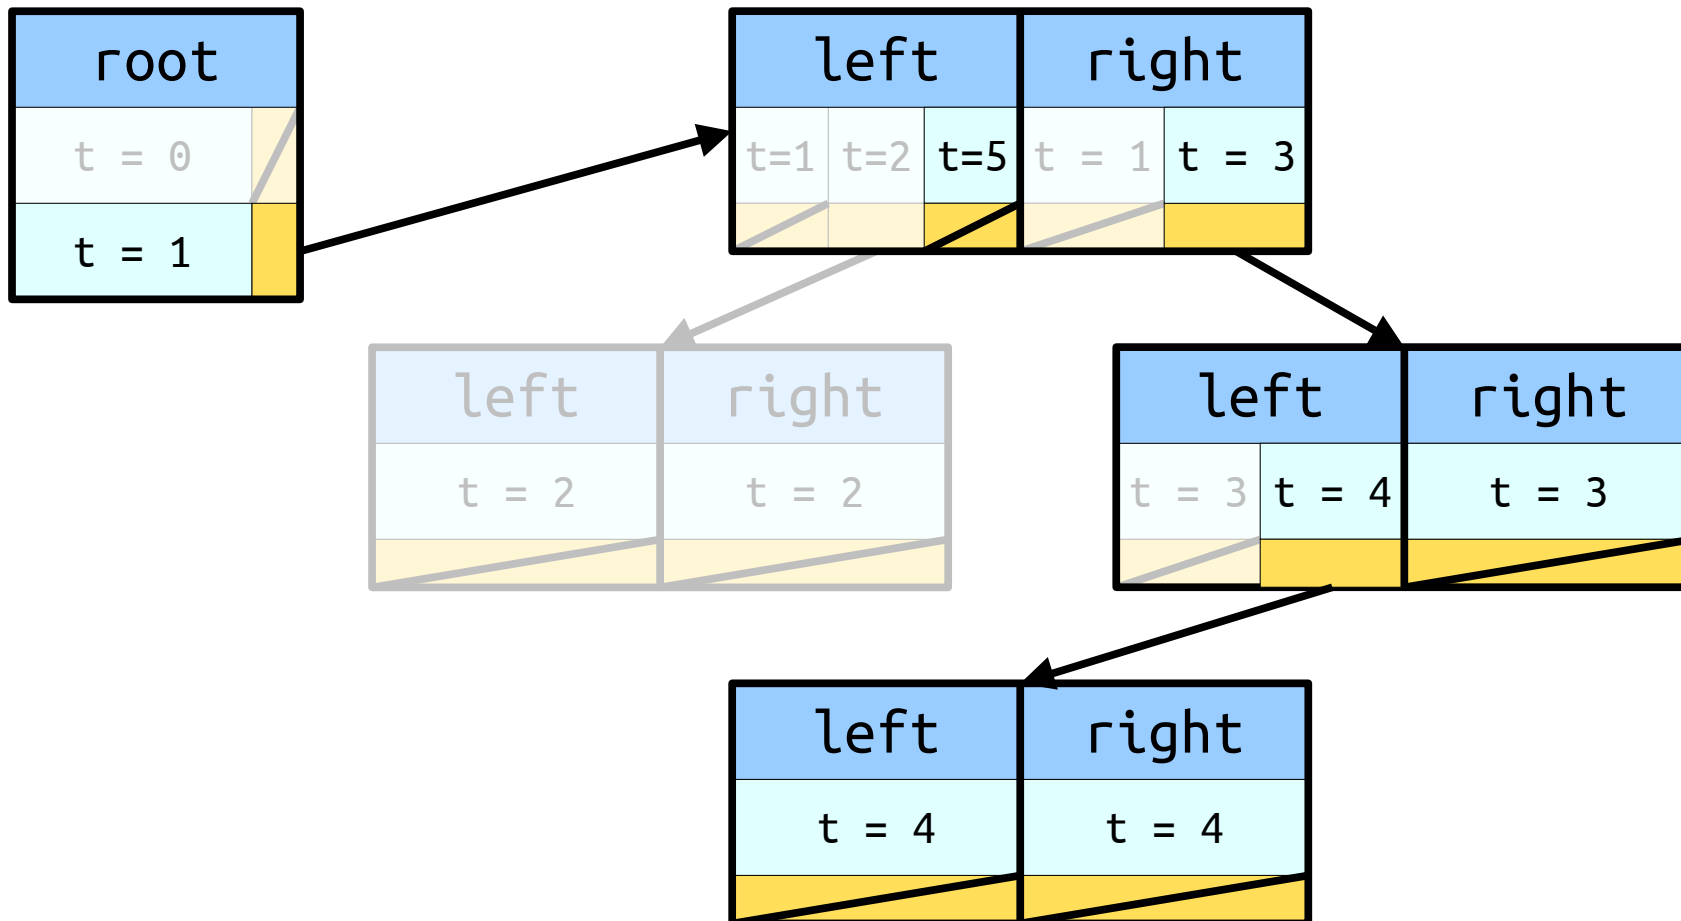 root
t = 0
t = 1
left right
t=1 t=2 t=5 t = 1 t = 3
left right
t = 2 t = 2
left right
t = 3 t = 4 t = 3
left right
t = 4 t = 4